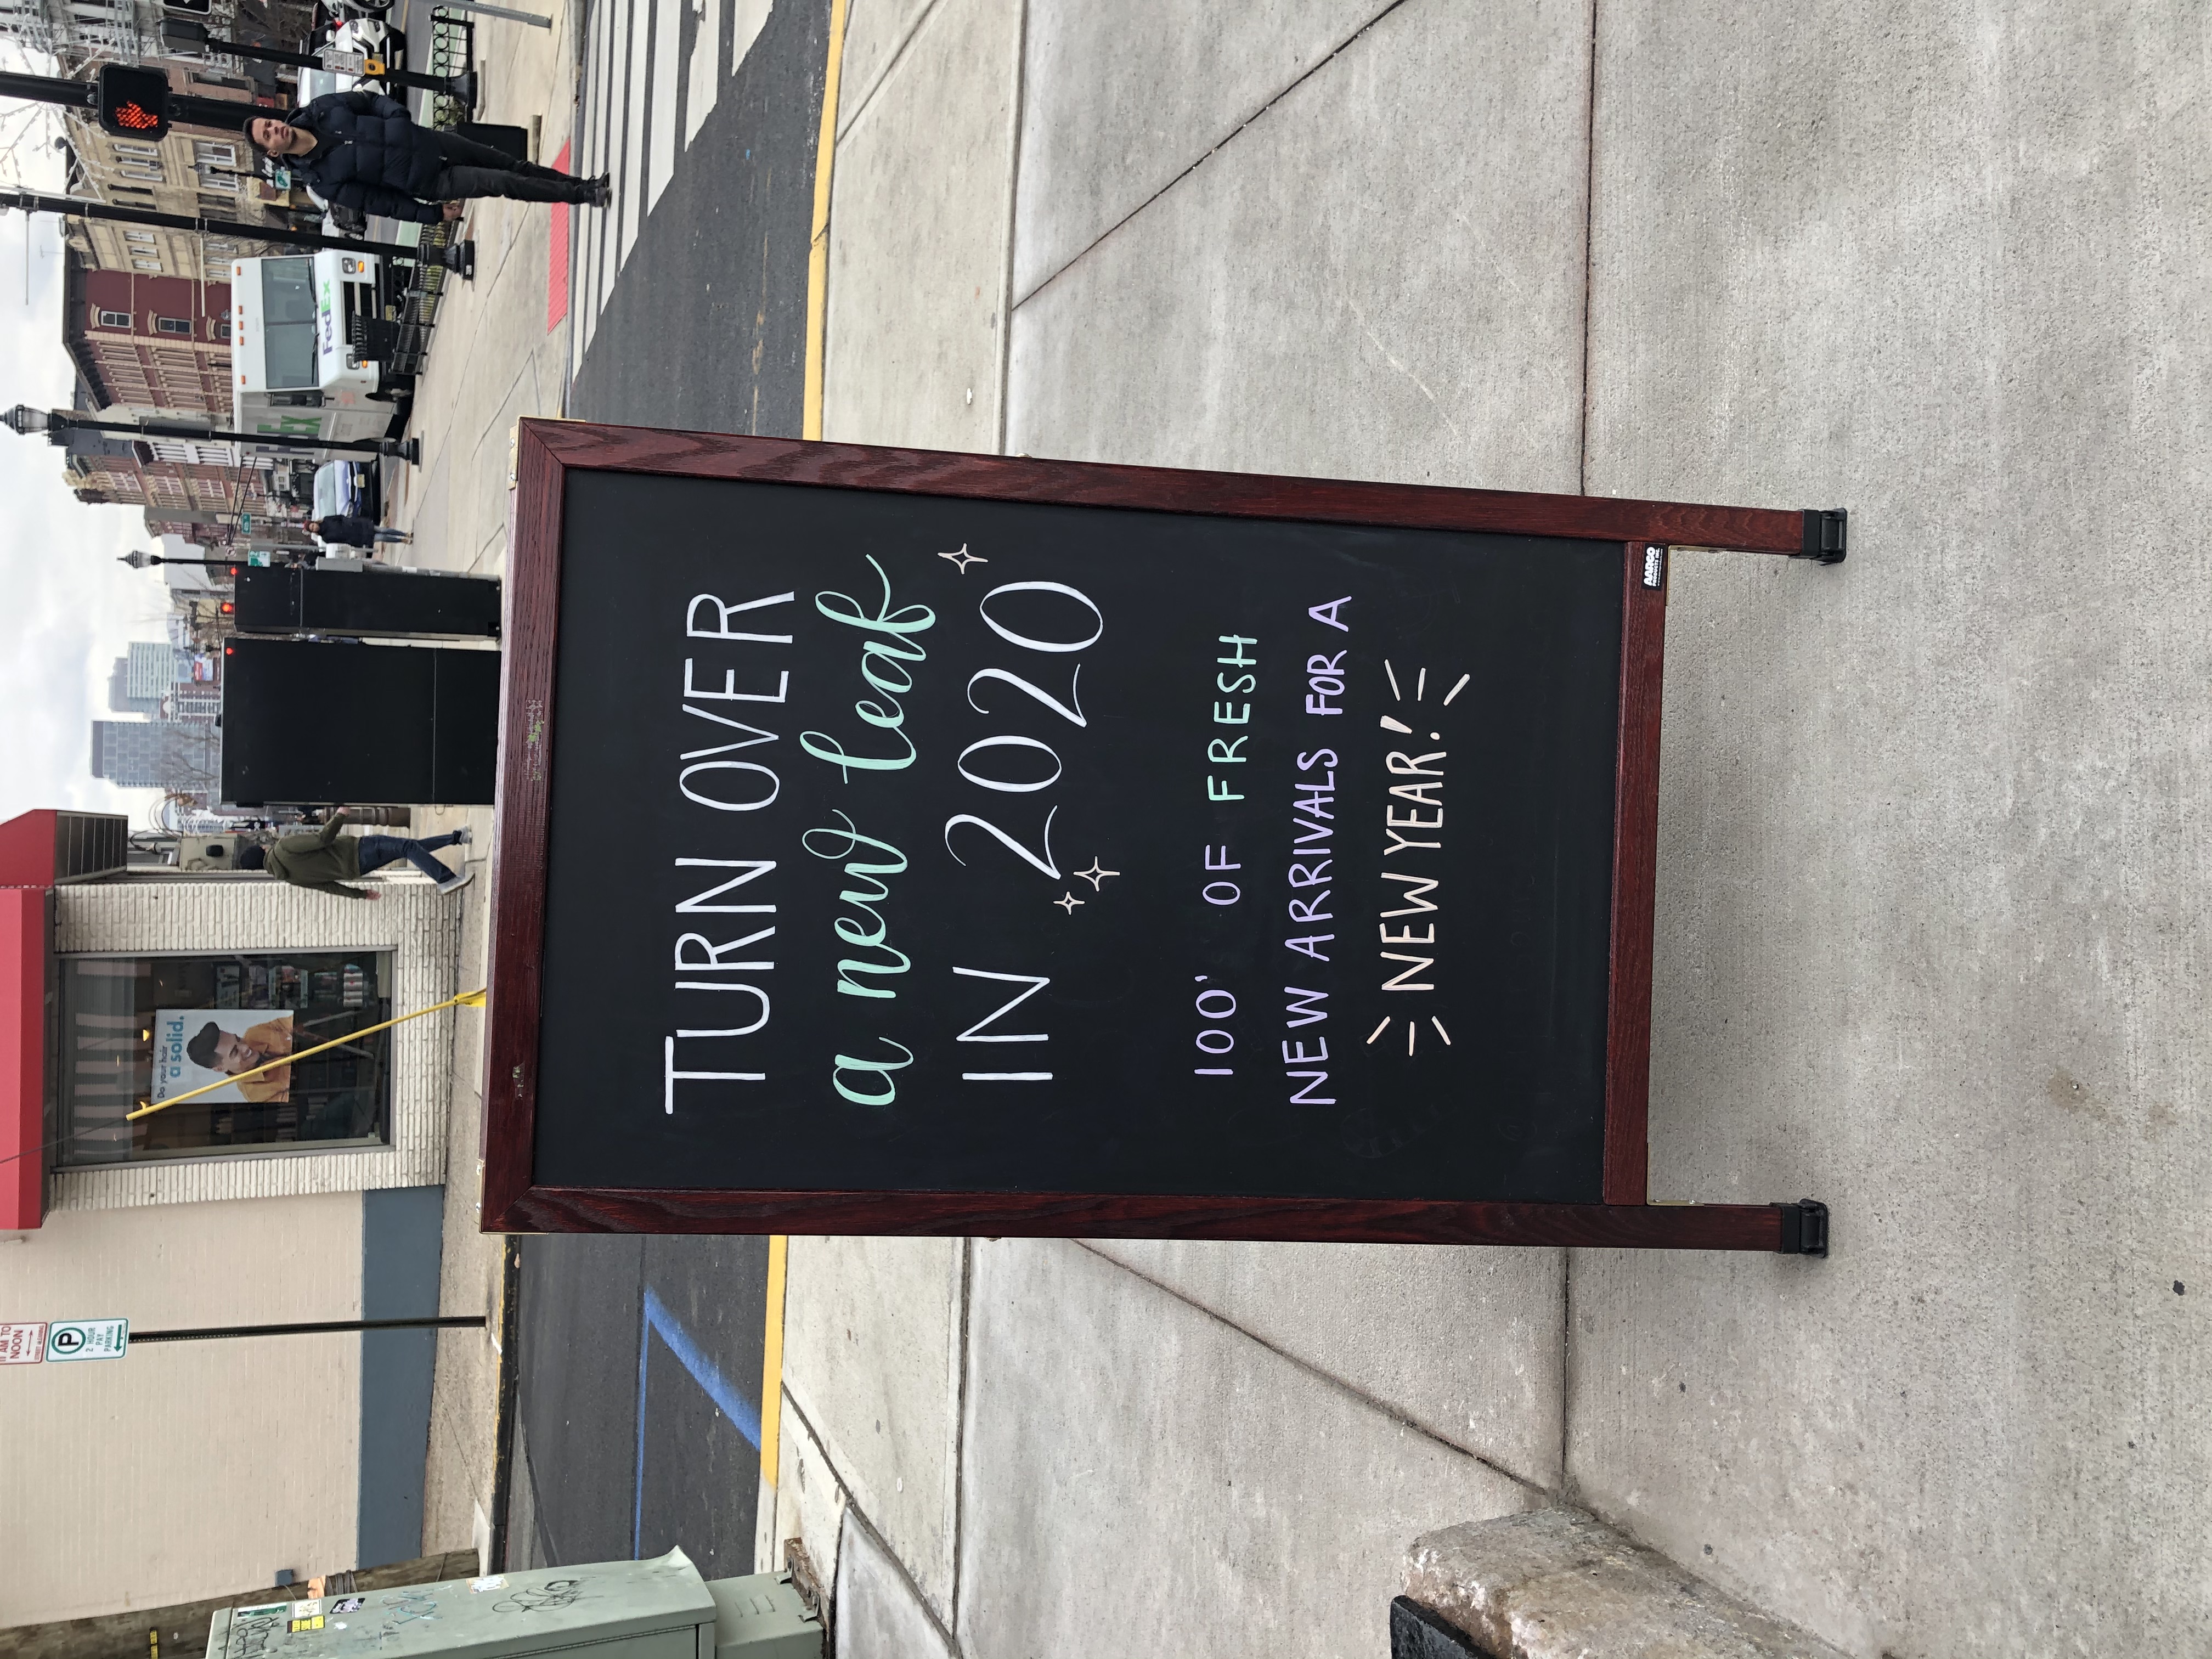 11 AM TO
NOON
STREET CLEANING
P
2 HOUR
PAY
PARKING
Do your hair
a solid.
FedEx
TURN OVER
a new leaf
IN 2020
100' OF FRESH
NEW ARRIVALS FOR A
NEW YEAR!
AARCO
PRODUCTS INC.